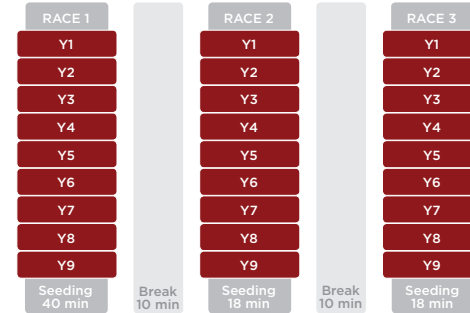 RACE 1
Y1
Y2
Y3
Y4
Y5
Y6
Y7
Y8
Y9
Seeding
40 min
Break
10 min
RACE 2
Y1
Y2
Y3
Y4
Y5
Y6
Y7
Y8
Y9
Seeding
18 min
Break
10 min
RACE 3
Y1
Y2
Y3
Y4
Y5
Y6
Y7
Y8
Y9
Seeding
18 min